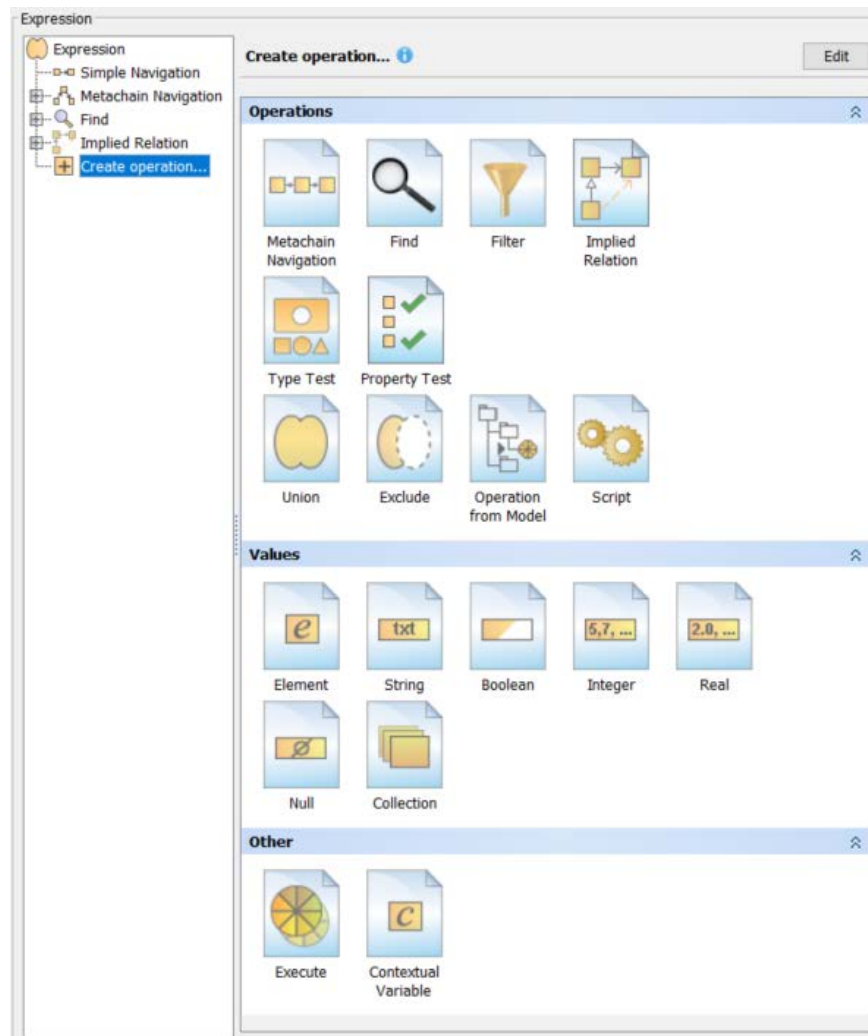 Expression
Expression
Simple Navigation
Metachain Navigation
Find
Implied Relation
Create operation...
Create operation... i
Edit
Operations
Metachain
Navigation
Find
Filter
Implied
Relation
Type Test
Property Test
Union
Exclude
Operation
from Model
Script
Values
e
txt
5,7, ...
2.0, ...
Element
String
Boolean
Integer
Real
Ø
Null
Collection
Other
c
Execute
Contextual
Variable